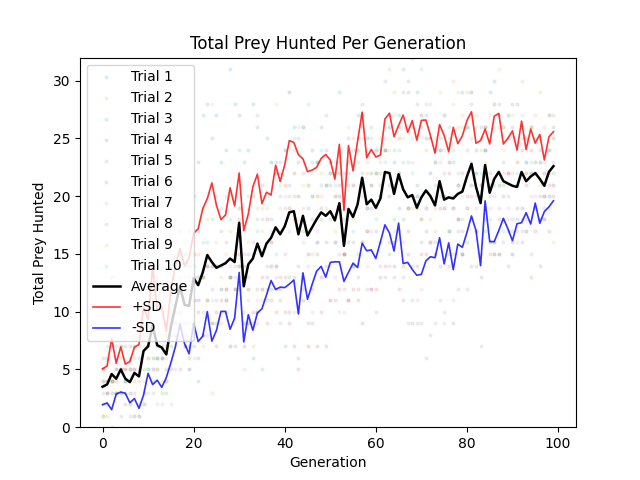 Total Prey Hunted Per Generation
Total Prey Hunted
30
25
20
15
10
5
0
Trial 1
Trial 2
Trial 3
Trial 4
Trial 5
Trial 6
Trial 7
Trial 8
Trial 9
Trial 10
Average
+SD
-SD
0 20 40 60 80 100
Generation